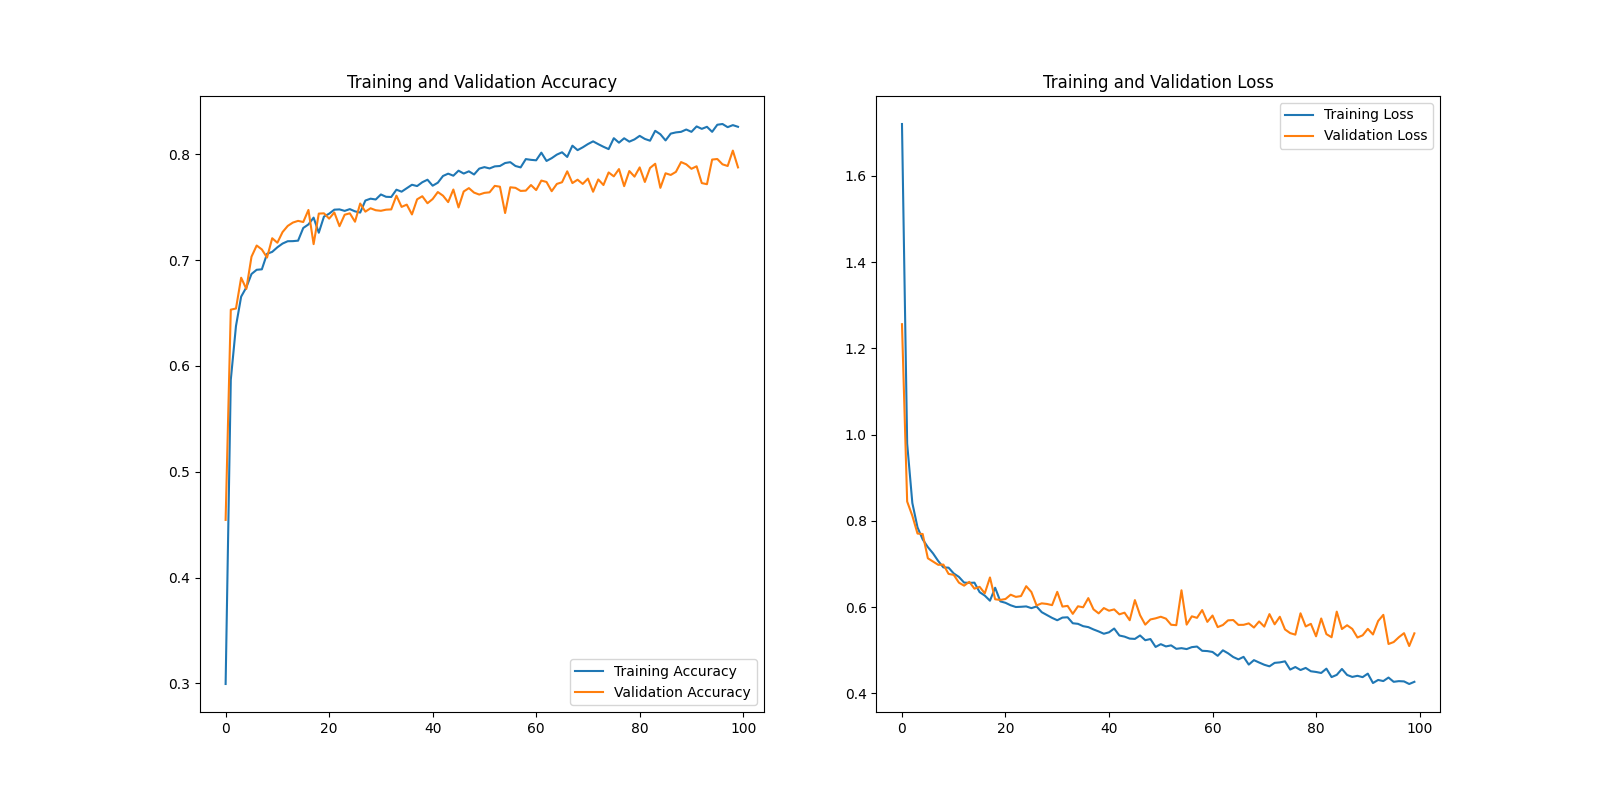 Training and Validation Accuracy
0.8
0.7
0.6
0.5
0.4
0.3
Training Accuracy
Validation Accuracy
0 20 40 60 80 100
Training and Validation Loss
Training Loss
Validation Loss
1.6
1.4
1.2
1.0
0.8
0.6
0.4
0 20 40 60 80 100